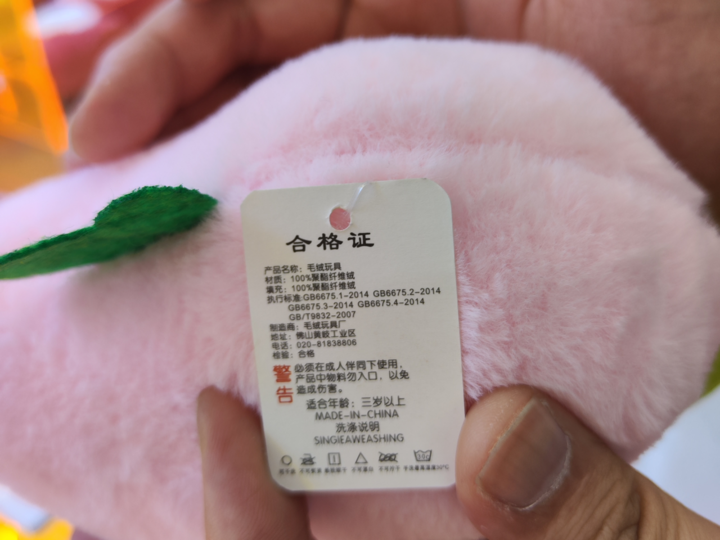 合格证
产品名称：毛绒玩具
材质：100%聚酯纤维绒
填充：100%聚酯纤维绒
执行标准:GB6675.1-2014 GB6675.2-2014
GB6675.3-2014 GB6675.4-2014
GB/T9832-2007
制造商：毛绒玩具厂
地址：佛山黄岐工业区
电话：020-81838806
检验：合格
警告
必须在成人伴同下使用，
产品中物料勿入口，以免
造成伤害。
适合年龄：三岁以上
MADE-IN-CHINA
洗涤说明
SINGIEAWEASHING